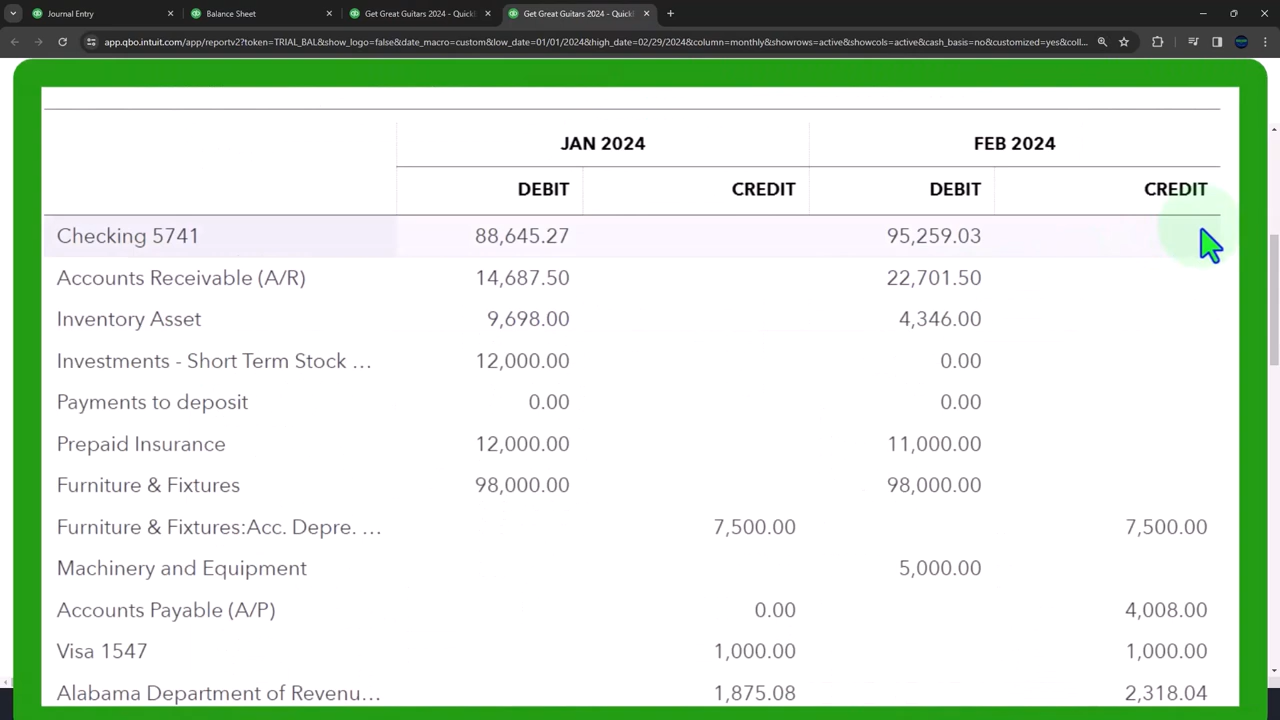 Journal Entry
Balance Sheet
Get Great Guitars 2024 - Quick
Get Great Guitars 2024 - Quick
app.qbo.intuit.com/app/reportv2?token=TRIAL_BAL&show_logo=false&date_macro=custom&low_date=01/01/2024&high_date=02/29/2024&column=monthly&showrows=active&showcols=active&cash_basis=no&customized=yes&coll...
JAN 2024 FEB 2024
DEBIT CREDIT DEBIT CREDIT
Checking 5741 88,645.27 95,259.03
Accounts Receivable (A/R) 14,687.50 22,701.50
Inventory Asset 9,698.00 4,346.00
Investments - Short Term Stock ... 12,000.00 0.00
Payments to deposit 0.00 0.00
Prepaid Insurance 12,000.00 11,000.00
Furniture & Fixtures 98,000.00 98,000.00
Furniture & Fixtures:Acc. Depre. ... 7,500.00 7,500.00
Machinery and Equipment 5,000.00
Accounts Payable (A/P) 0.00 4,008.00
Visa 1547 1,000.00 1,000.00
Alabama Department of Revenu... 1,875.08 2,318.04